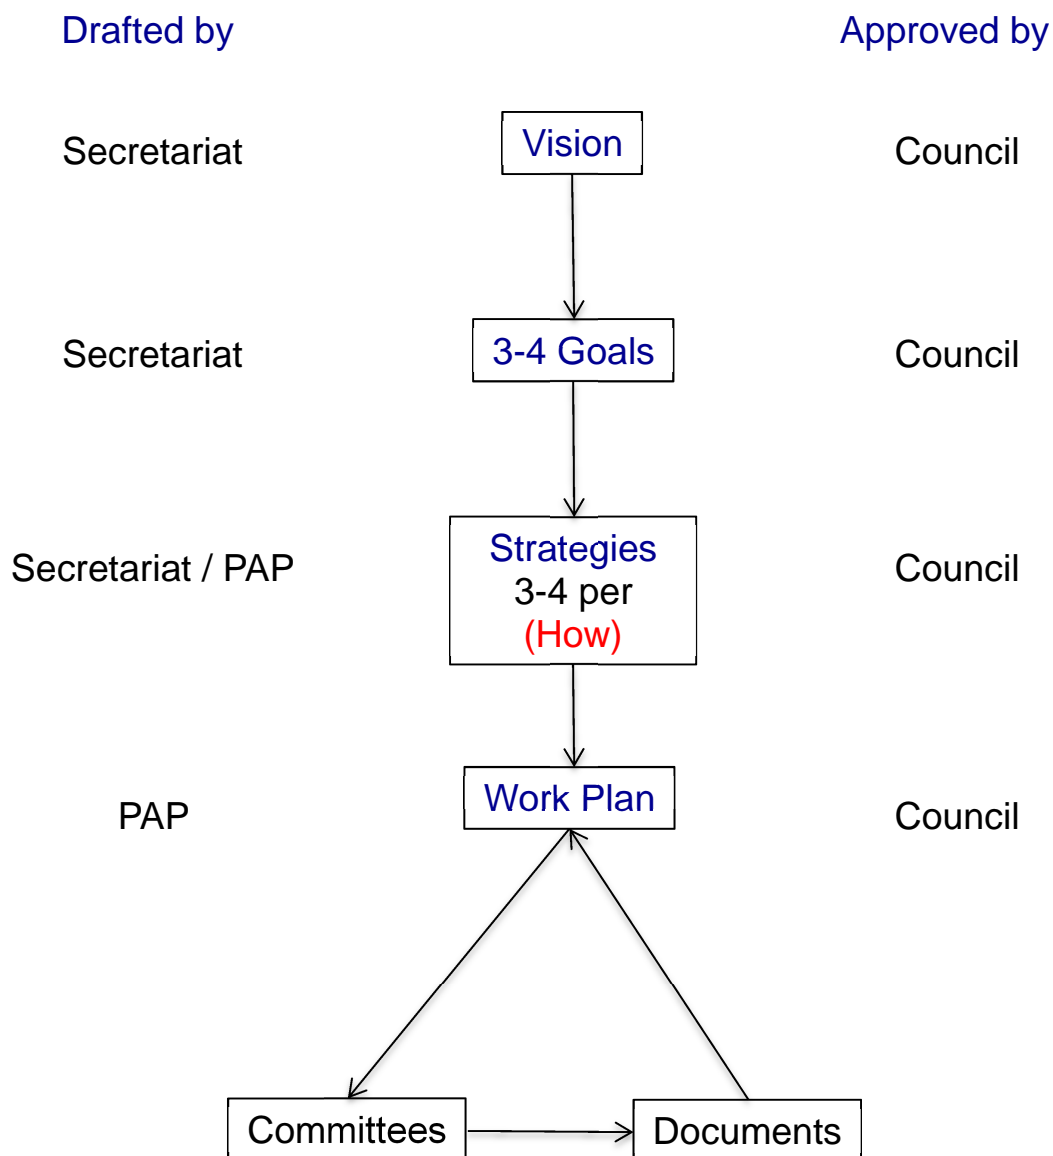 Drafted by
Approved by
Secretariat
Vision
Council
Secretariat
3-4 Goals
Council
Secretariat / PAP
Strategies
3-4 per
(How)
Council
PAP
Work Plan
Council
Committees
Documents